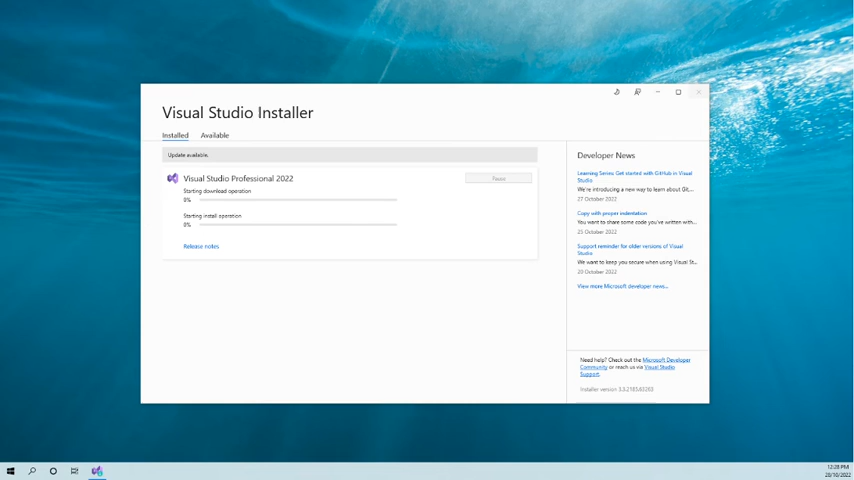 Visual Studio Installer
Installed
Available
Update available.
Visual Studio Professional 2022
Pause
Starting download operation
0%
Starting install operation
0%
Release notes
Developer News
Learning Series: Get started with GitHub in Visual
Studio
We're introducing a new way to learn about Git,...
27 October 2022
Copy with proper indentation
You want to share some code you've written with...
25 October 2022
Support reminder for older versions of Visual
Studio
We want to keep you secure when using Visual St...
20 October 2022
View more Microsoft developer news...
Need help? Check out the Microsoft Developer
Community or reach us via Visual Studio
Support.
Installer version
12:28 PM